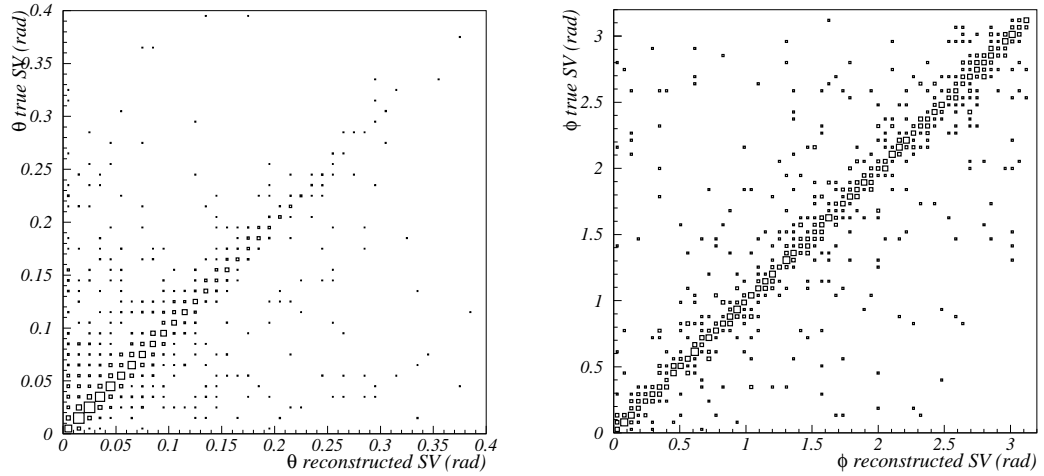 θ true SV (rad)
0.4
0.35
0.3
0.25
0.2
0.15
0.1
0.05
0
0 0.05 0.1 0.15 0.2 0.25 0.3 0.35 0.4
θ reconstructed SV (rad)
ϕ true SV (rad)
3
2.5
2
1.5
1
0.5
0
0 0.5 1 1.5 2 2.5 3
ϕ reconstructed SV (rad)